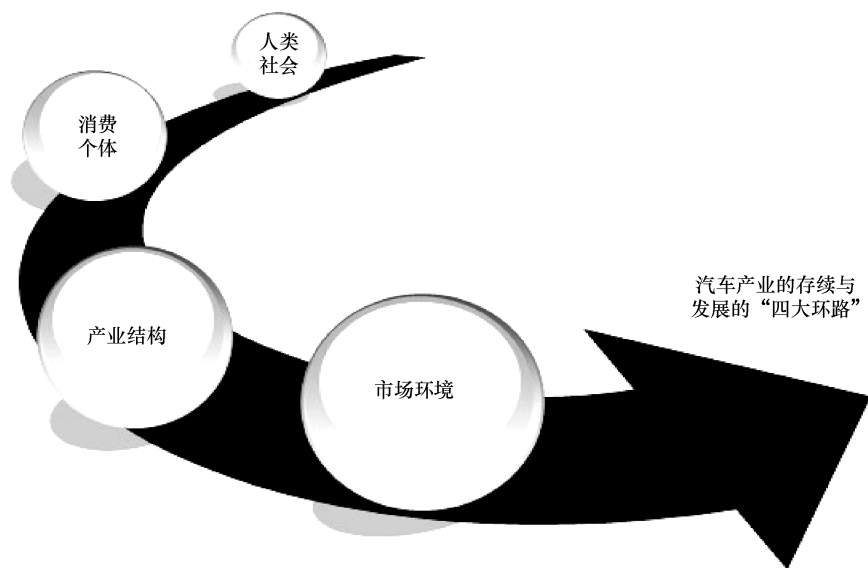 人类
社会
消费
个体
产业结构
市场环境
汽车产业的存续与
发展的“四大环路”